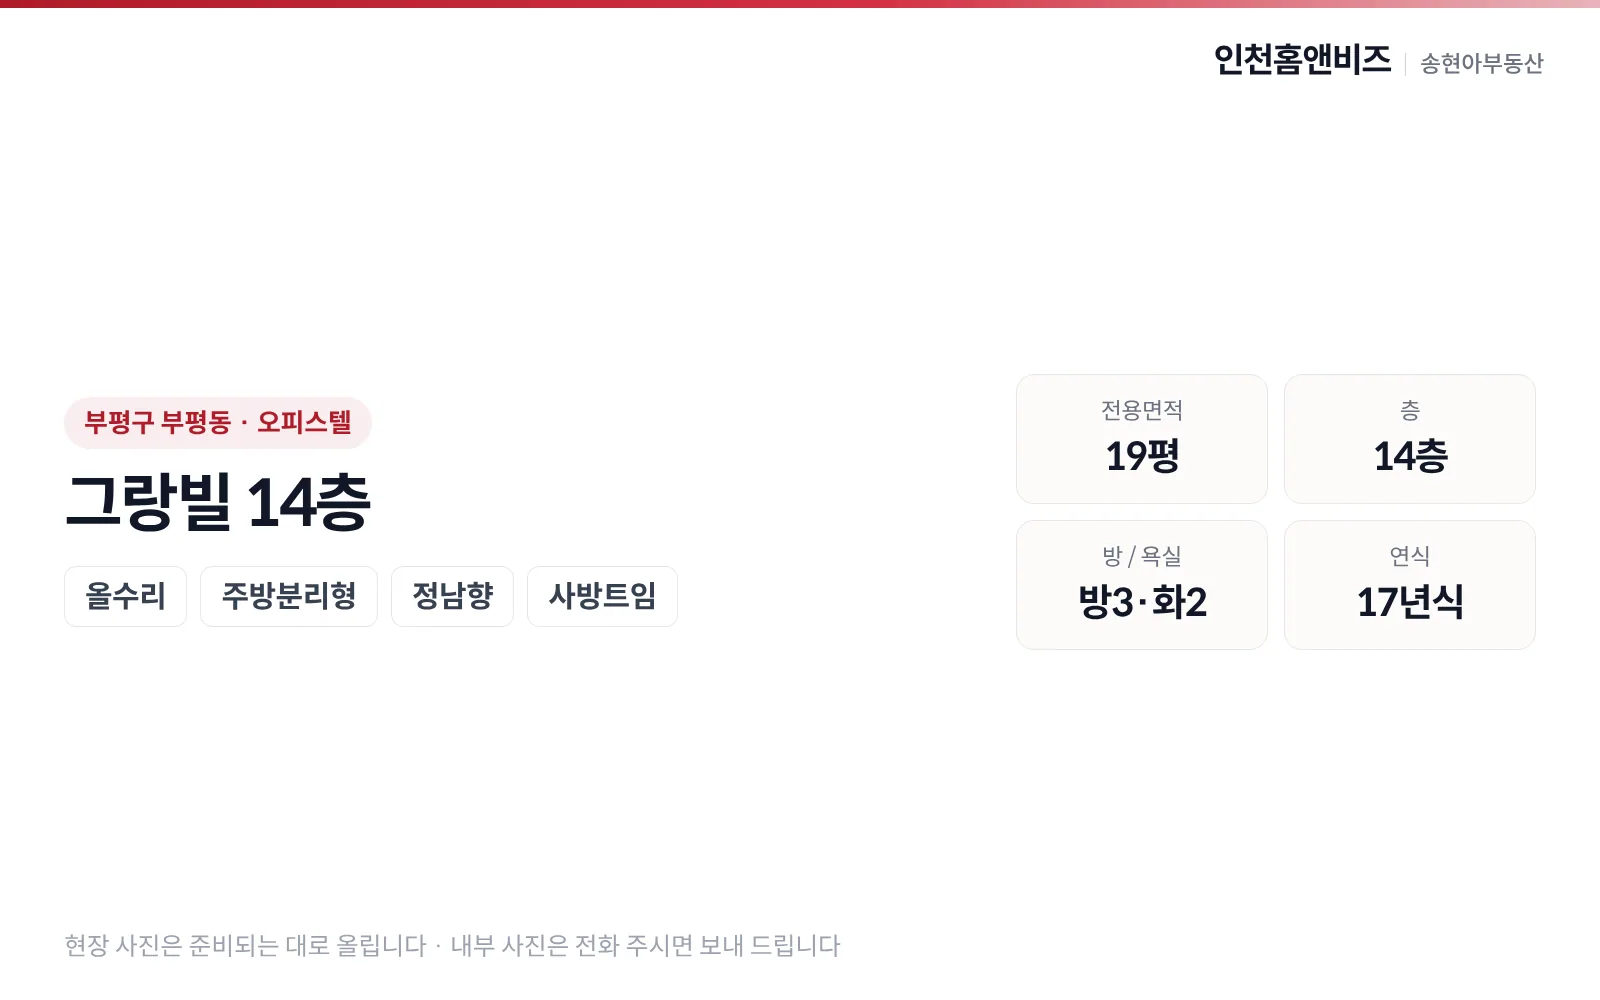 인천홈앤비즈 | 송현아부동산
부평구 부평동 · 오피스텔
그랑빌 14층
올수리 주방분리형 정남향 사방트임
전용면적
19평
층
14층
방 / 욕실
방3·화2
연식
17년식
현장 사진은 준비되는 대로 올립니다 · 내부 사진은 전화 주시면 보내 드립니다